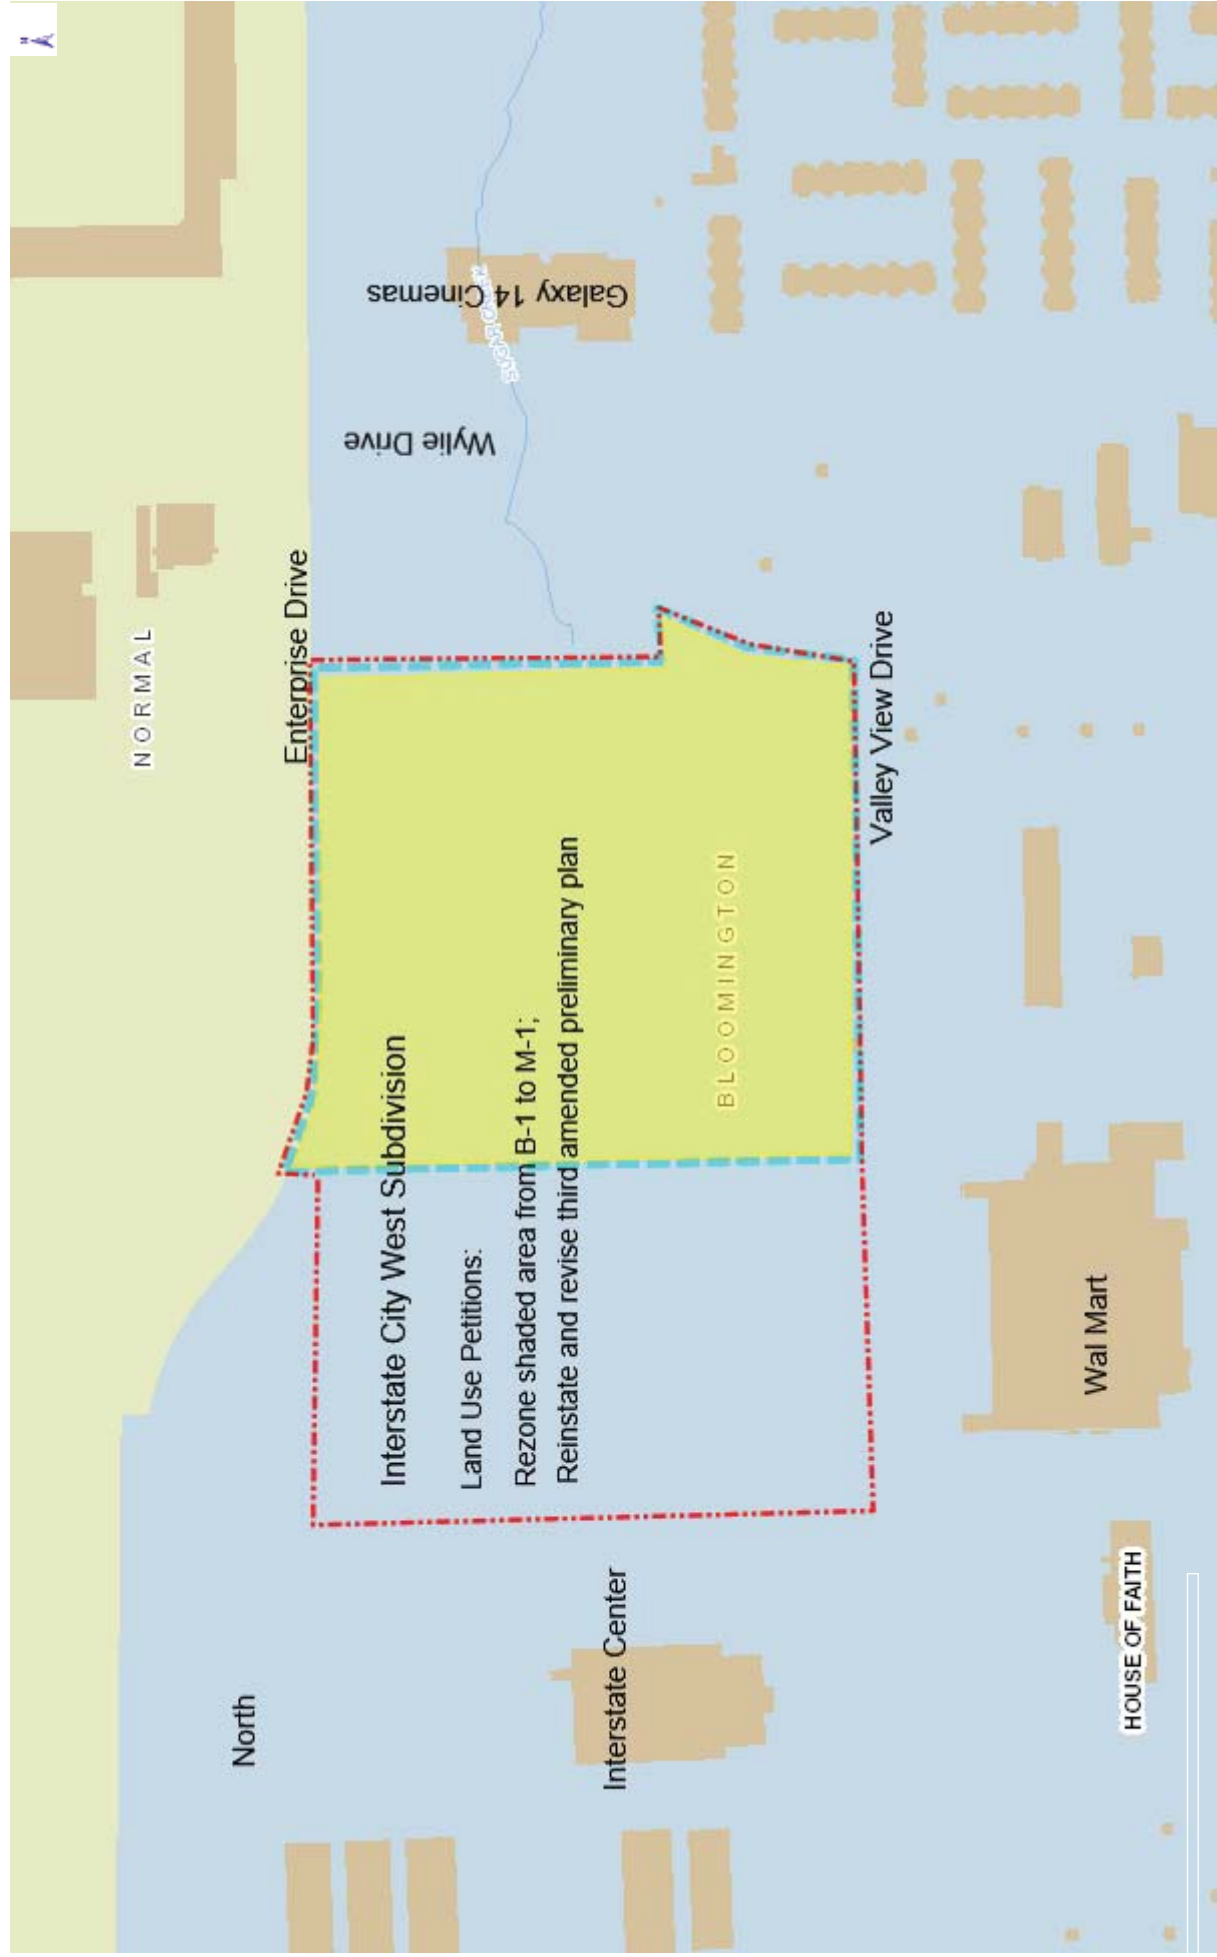 N
NORMAL
Enterprise Drive
North
Wylie Drive
Galaxy 14 Cinemas
SUGAR CREEK
Interstate City West Subdivision
Land Use Petitions:
Rezone shaded area from B-1 to M-1;
Reinstate and revise third amended preliminary plan
BLOOMINGTON
Interstate Center
Valley View Drive
Wal Mart
HOUSE OF FAITH